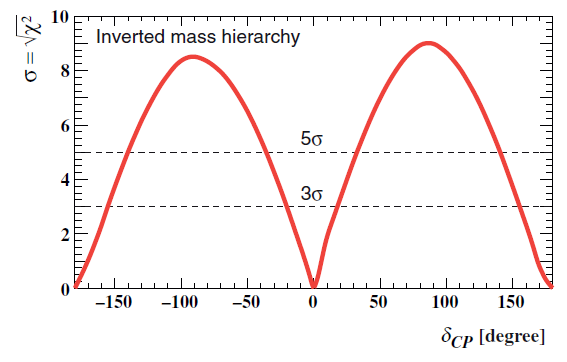 σ = √χ²
10
8
6
4
2
0
Inverted mass hierarchy
5σ
3σ
−150 −100 −50 0 50 100 150
δCP [degree]